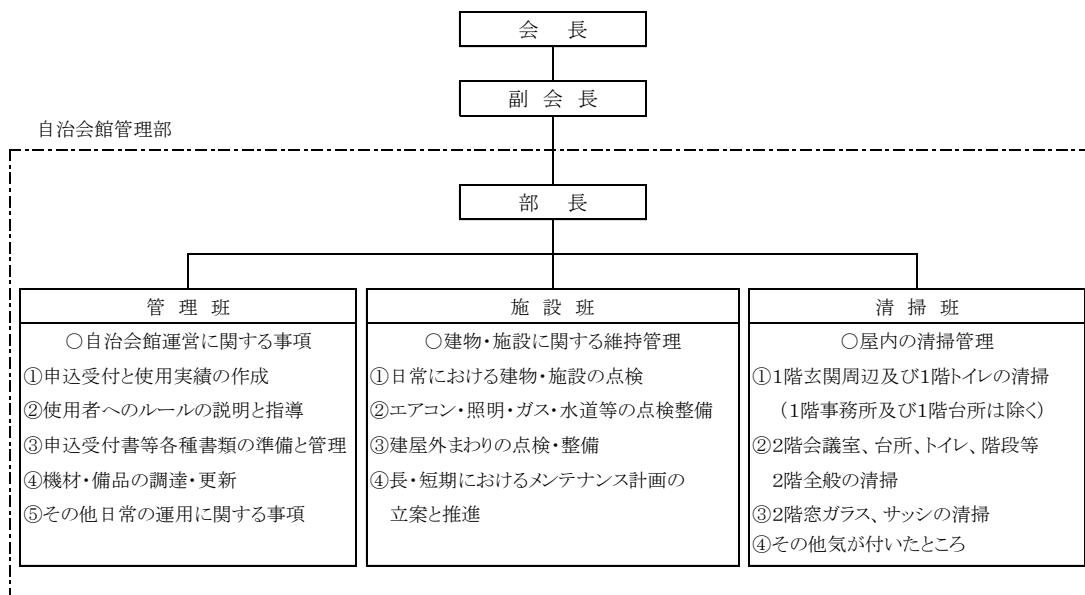 会 長
副 会 長
自治会館管理部
部 長
管 理 班
○自治会館運営に関する事項
①申込受付と使用実績の作成
②使用者へのルールの説明と指導
③申込受付書等各種書類の準備と管理
④機材・備品の調達・更新
⑤その他日常の運用に関する事項
施 設 班
○建物・施設に関する維持管理
①日常における建物・施設の点検
②エアコン・照明・ガス・水道等の点検整備
③建屋外まわりの点検・整備
④長・短期におけるメンテナンス計画の
立案と推進
清 掃 班
○屋内の清掃管理
①1階玄関周辺及び1階トイレの清掃
（1階事務所及び1階台所は除く）
②2階会議室、台所、トイレ、階段等
2階全般の清掃
③2階窓ガラス、サッシの清掃
④その他気が付いたところ